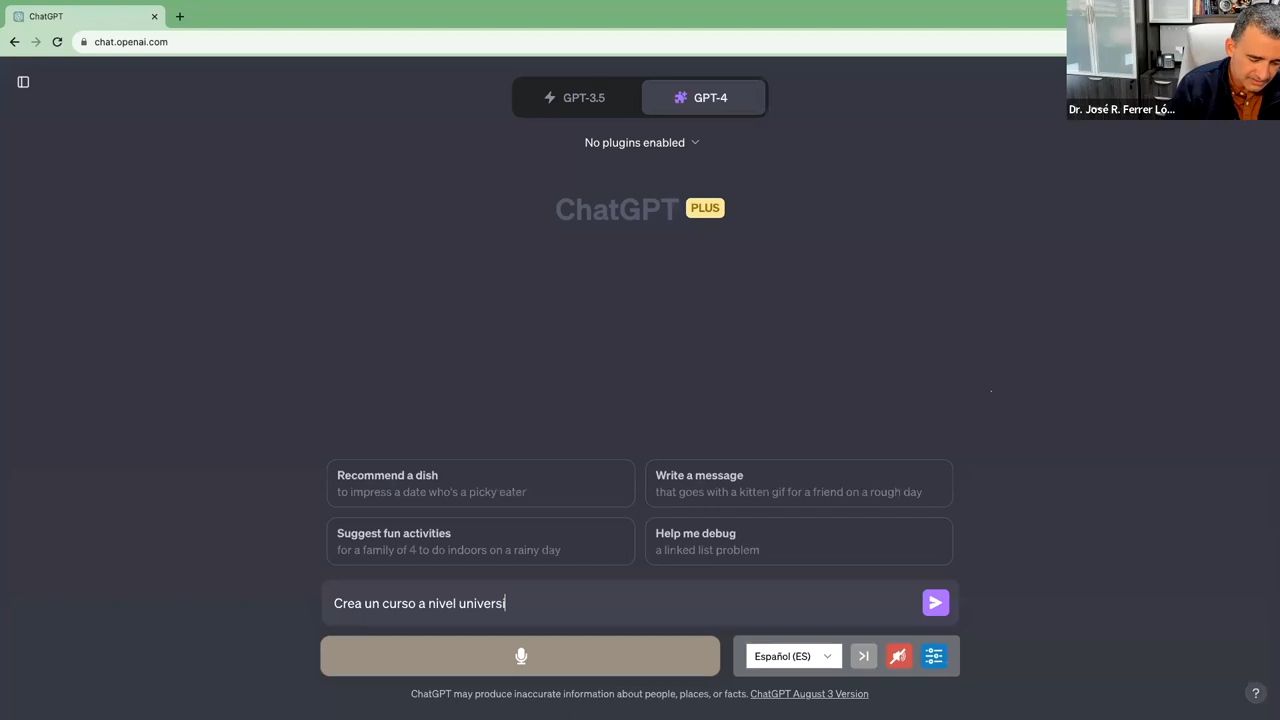 ChatGPT
chat.openai.com
Dr. José R. Ferrer Ló...
GPT-3.5
GPT-4
No plugins enabled
ChatGPT PLUS
Recommend a dish
to impress a date who's a picky eater
Write a message
that goes with a kitten gif for a friend on a rough day
Suggest fun activities
for a family of 4 to do indoors on a rainy day
Help me debug
a linked list problem
Crea un curso a nivel universi
Español (ES)
ChatGPT may produce inaccurate information about people, places, or facts. ChatGPT August 3 Version
?